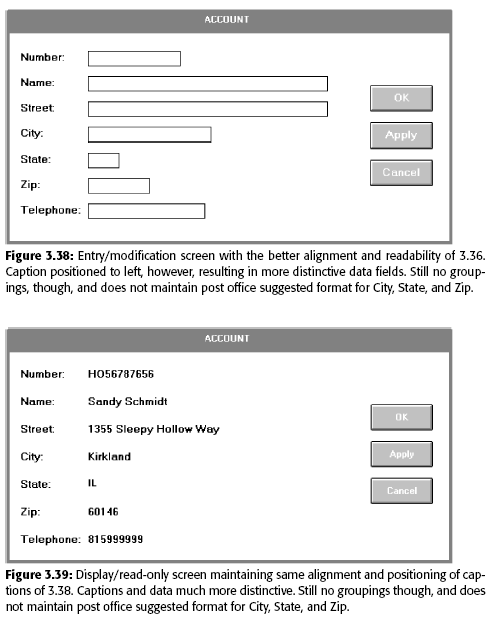 ACCOUNT
Number:
Name:
Street:
City:
State:
Zip:
Telephone:
OK
Apply
Cancel
Figure 3.38: Entry/modification screen with the better alignment and readability of 3.36.
Caption positioned to left, however, resulting in more distinctive data fields. Still no group-
ings, though, and does not maintain post office suggested format for City, State, and Zip.
ACCOUNT
Number: HO56787656
Name: Sandy Schmidt
Street: 1355 Sleepy Hollow Way
City: Kirkland
State: IL
Zip: 60146
Telephone: 815999999
OK
Apply
Cancel
Figure 3.39: Display/read-only screen maintaining same alignment and positioning of cap-
tions of 3.38. Captions and data much more distinctive. Still no groupings though, and does
not maintain post office suggested format for City, State, and Zip.